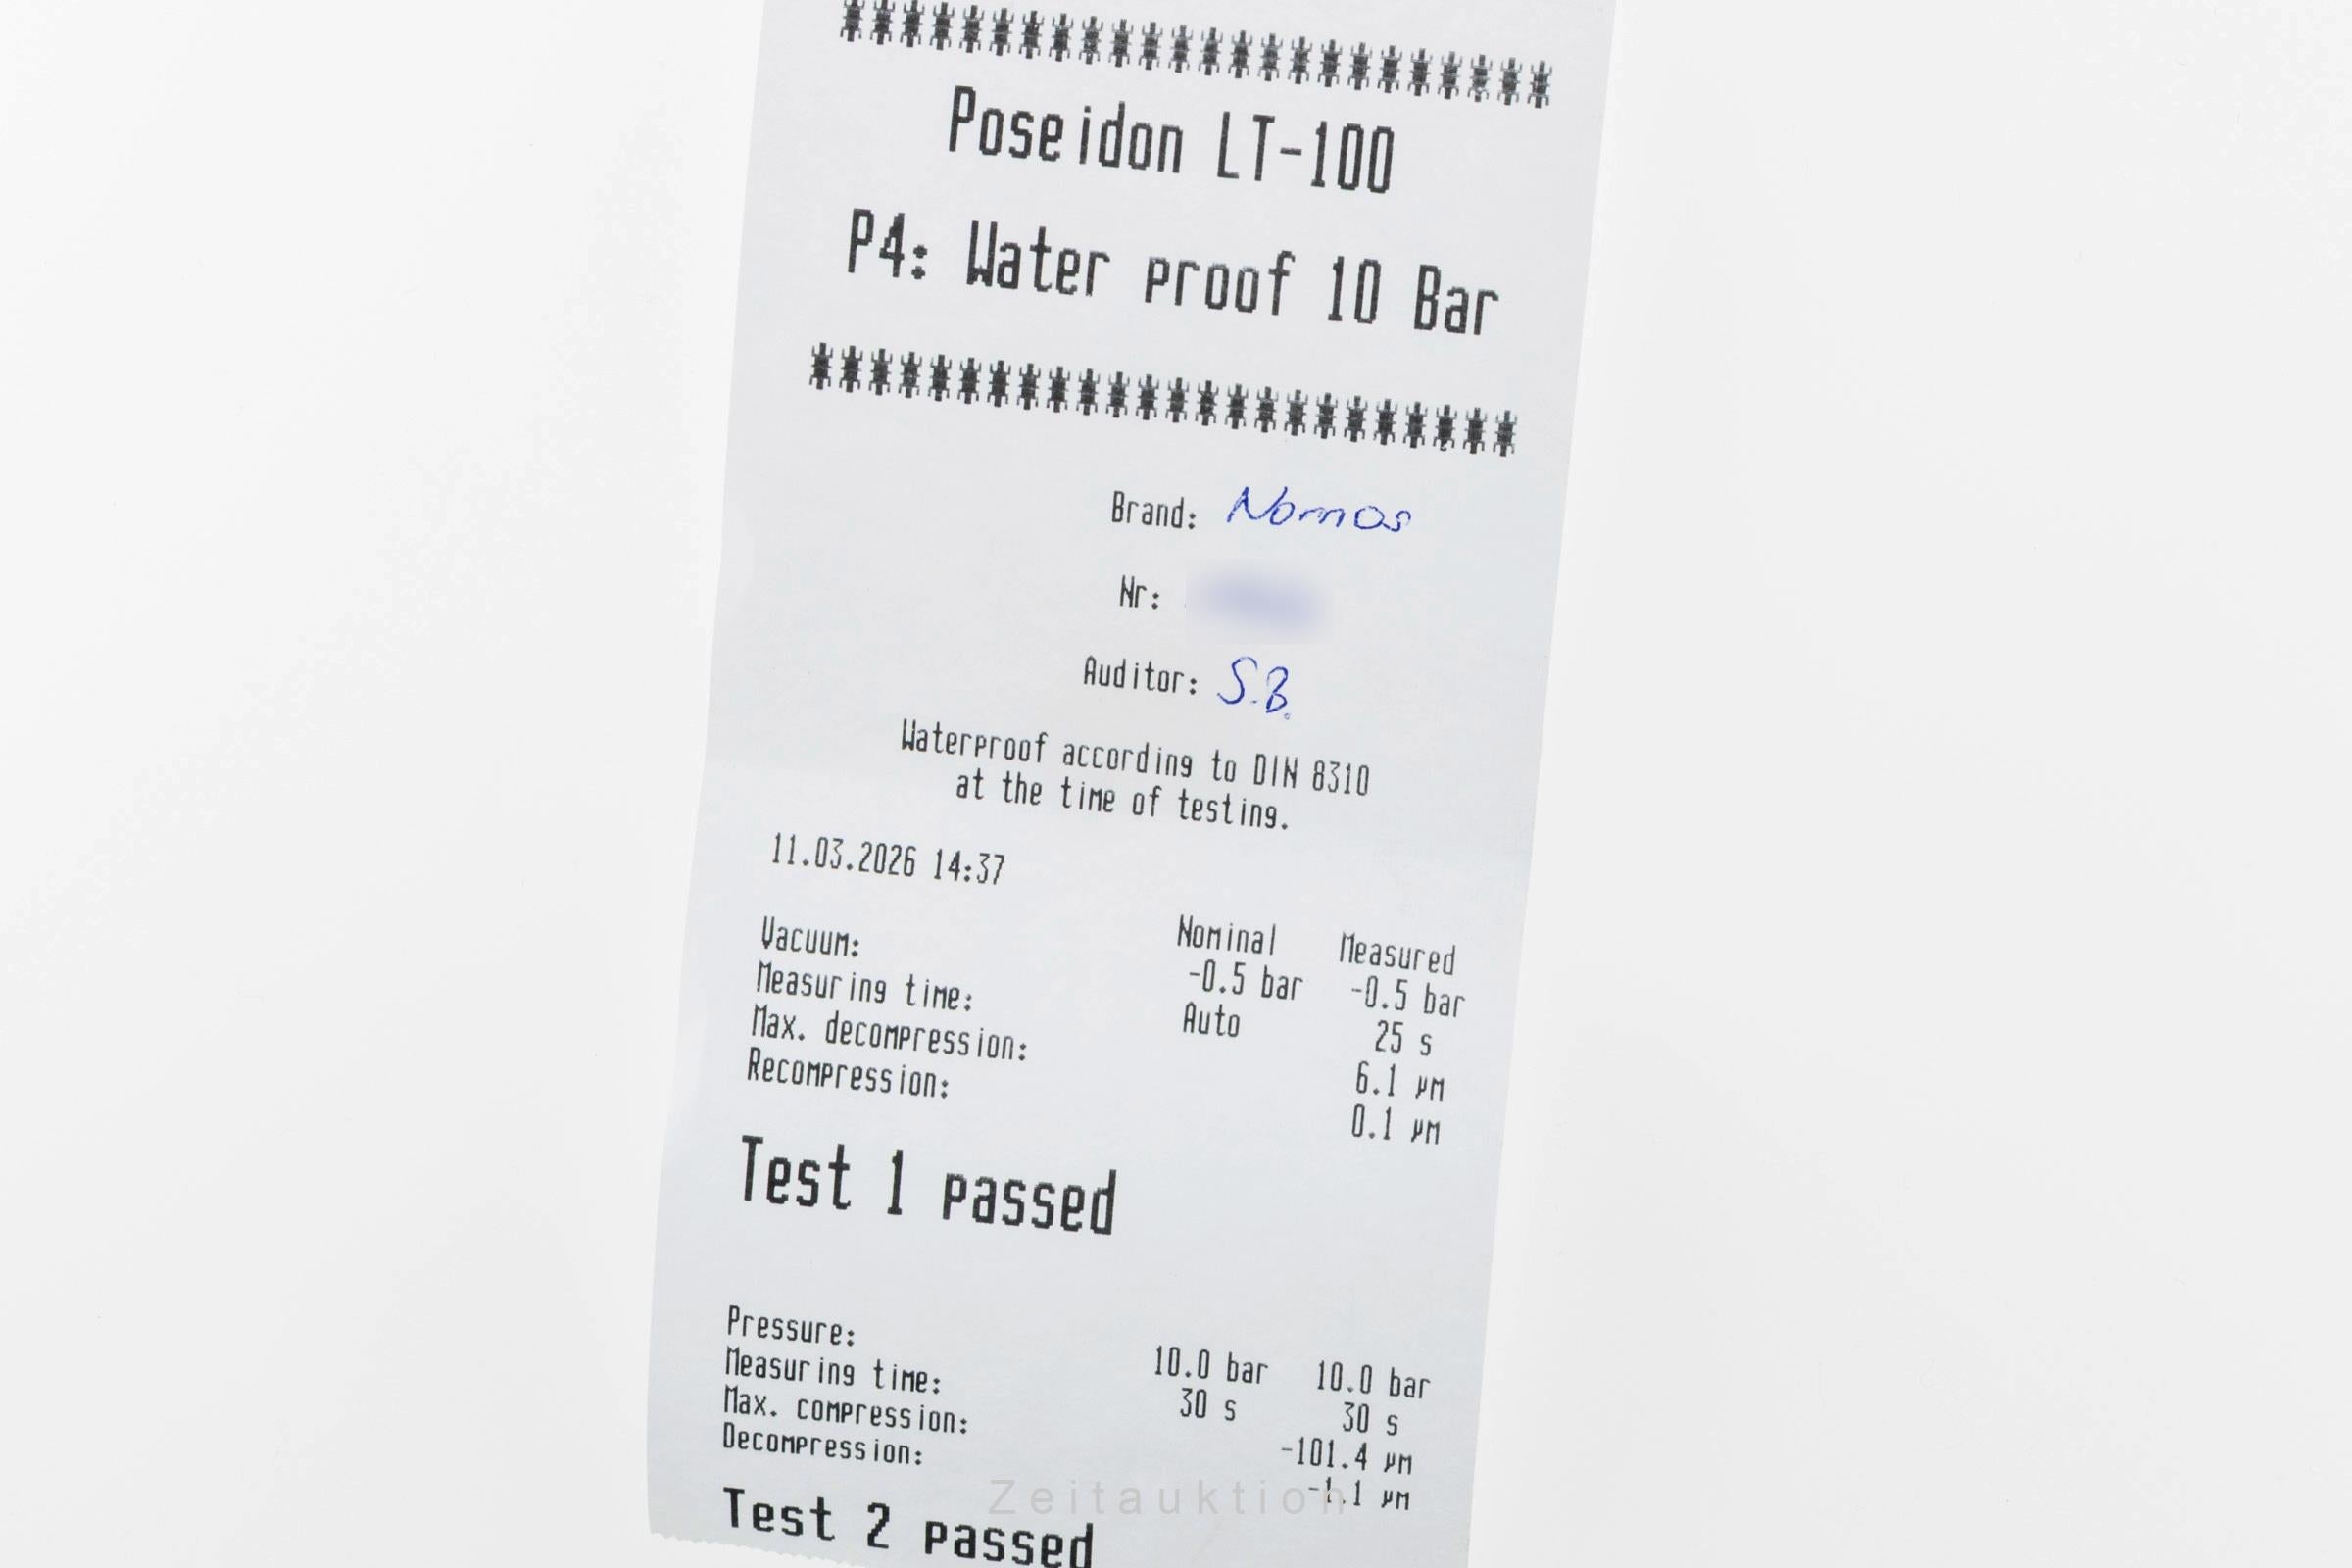 ************************
Poseidon LT-100
P4: Water proof 10 Bar
************************
Brand: Nomos
Nr:
Auditor: S.B.
Waterproof according to DIN 8310
at the time of testing.
11.03.2026 14:37
Nominal Measured
Vacuum: -0.5 bar -0.5 bar
Measuring time: Auto 25 s
Max. decompression: 6.1 µm
Recompression: 0.1 µm
Test 1 passed
Pressure: 10.0 bar 10.0 bar
Measuring time: 30 s 30 s
Max. compression: -101.4 µm
Decompression: -1.1 µm
Zeitauktion
Test 2 passed